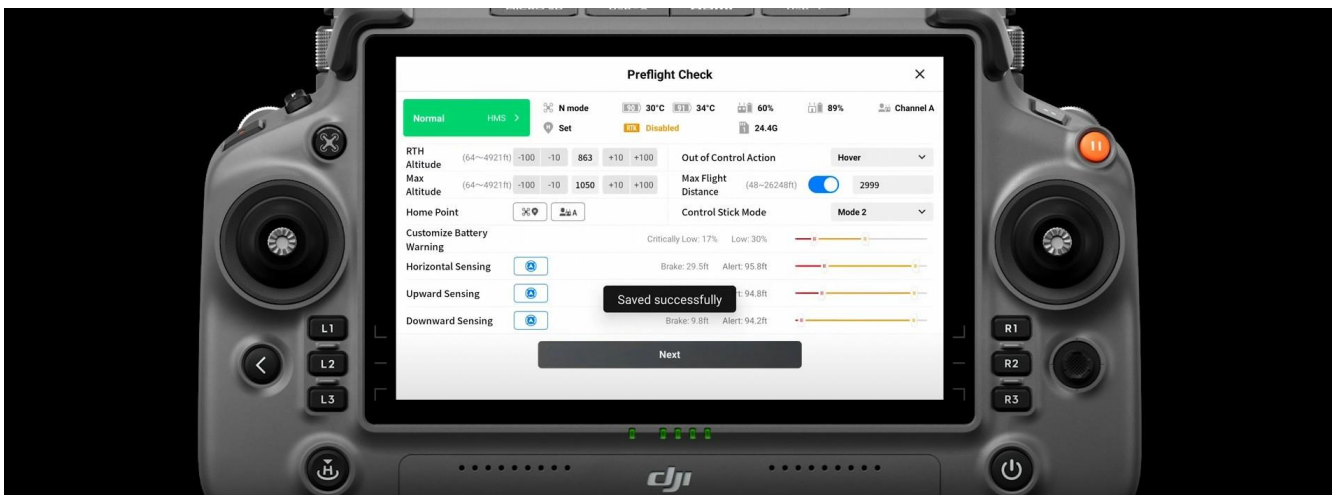 Preflight Check
Normal HMS >
N mode 30°C 34°C 60% 89% Channel A
Set RTK Disabled 24.4G
RTH Altitude (64~4921ft) -100 -10 863 +10 +100 Out of Control Action Hover
Max Altitude (64~4921ft) -100 -10 1050 +10 +100 Max Flight Distance (48~26248ft) 2999
Home Point A Control Stick Mode Mode 2
Customize Battery Warning Critically Low: 17% Low: 30%
Horizontal Sensing Brake: 29.5ft Alert: 95.8ft
Upward Sensing 94.8ft
Saved successfully
Downward Sensing Brake: 9.8ft Alert: 94.2ft
Next
L1
L2
L3
R1
R2
R3
H
dji